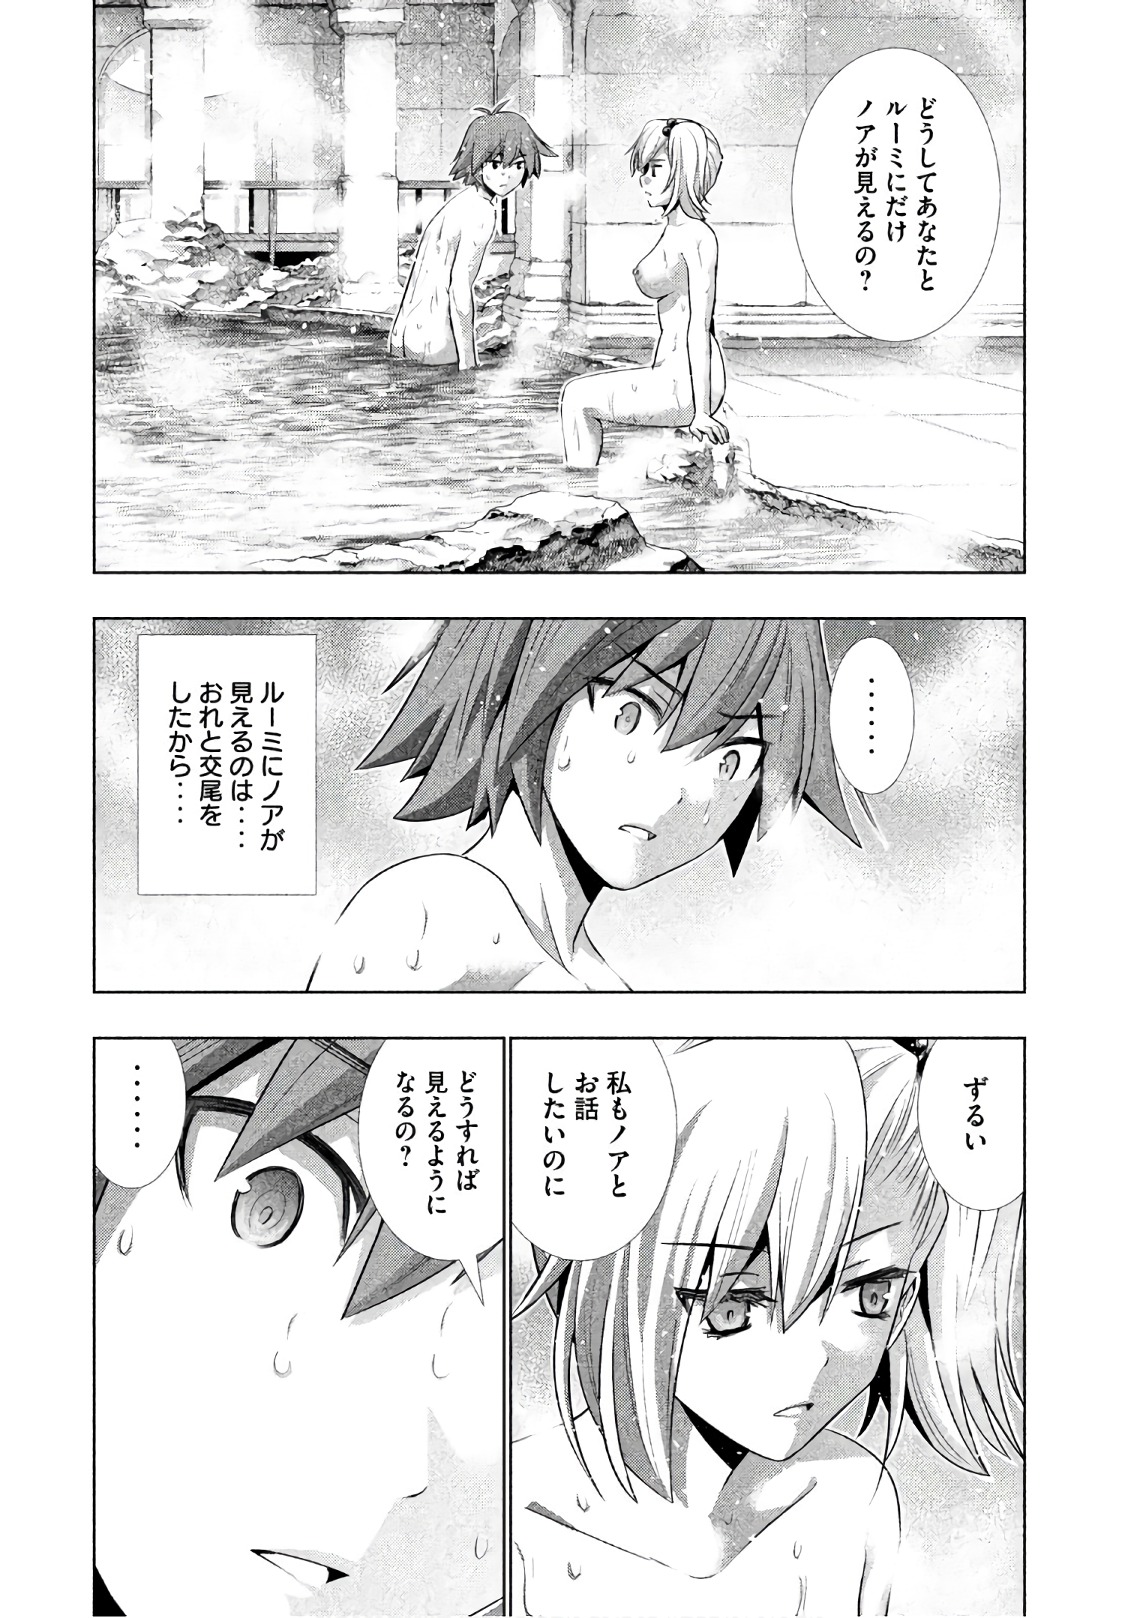 どうしてあなたと
ルーミにだけ
ノアが見えるの？
‥‥‥
ルーミにノアが
見えるのは‥‥
おれと交尾を
したから‥‥
ずるい
私もノアと
お話
したいのに
どうすれば
見えるように
なるの？
‥‥‥